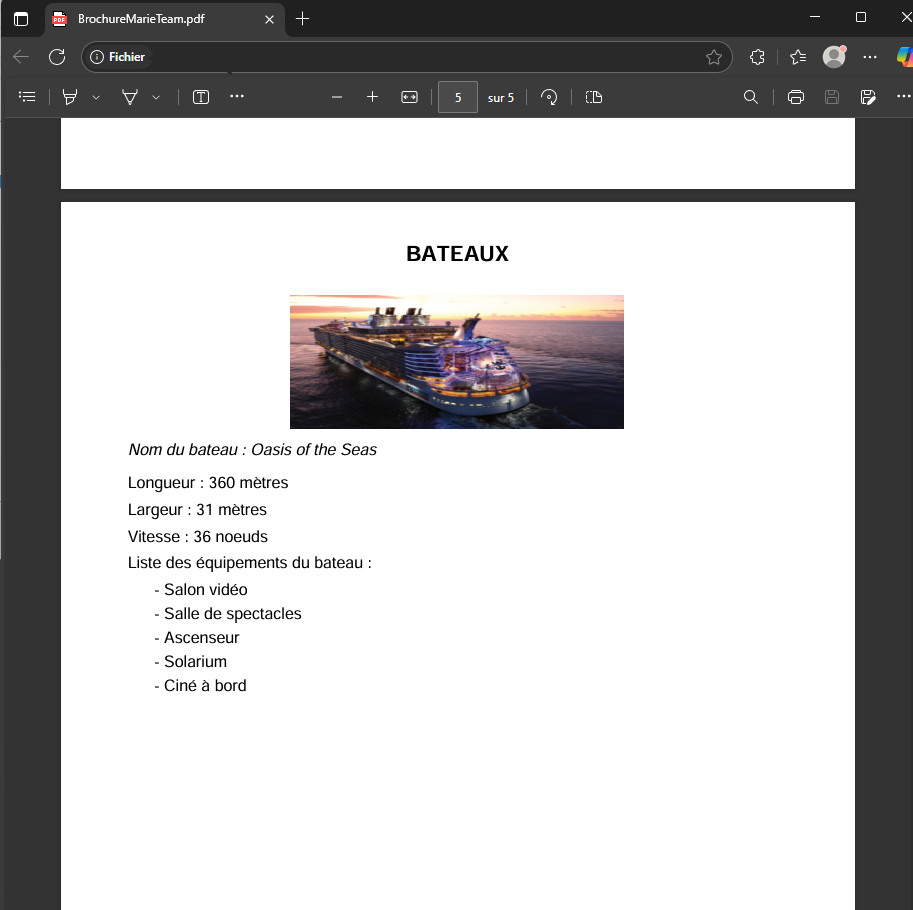 BrochureMarieTeam.pdf
Fichier
5 sur 5
BATEAUX
Nom du bateau : Oasis of the Seas
Longueur : 360 mètres
Largeur : 31 mètres
Vitesse : 36 noeuds
Liste des équipements du bateau :
- Salon vidéo
- Salle de spectacles
- Ascenseur
- Solarium
- Ciné à bord